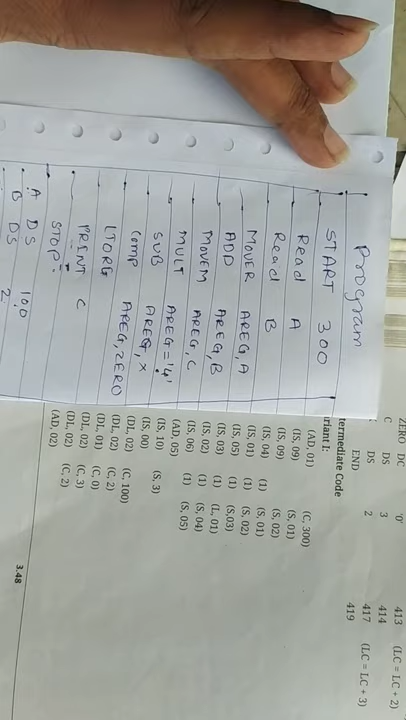 Program
START 300
Read A
Read B
MOVER AREG, A
ADD AREG, B
MOVEM AREG, C
MULT AREG = '4'
SUB AREG, X
Comp AREG, ZERO
LTORG
PRINT C
STOP
A DS 100
B DS 2
ZERO DC '0' 413 (LC = LC + 2)
C DS 3 414
DS 2 417 (LC = LC + 3)
END 419
termediate Code
riant I:
(AD, 01) (C, 300)
(IS, 09) (S, 01)
(IS, 09) (S, 02)
(IS, 04) (1) (S, 01)
(IS, 01) (1) (S, 02)
(IS, 05) (1) (S,03)
(IS, 03) (1) (L, 01)
(IS, 02) (1) (S, 04)
(IS, 06) (1) (S, 05)
(AD, 05)
(IS, 10) (S, 3)
(IS, 00)
(DL, 02) (C, 100)
(DL, 02) (C, 2)
(DL, 01) (C, 0)
(DL, 02) (C, 3)
(DL, 02) (C, 2)
(AD, 02)
3.48